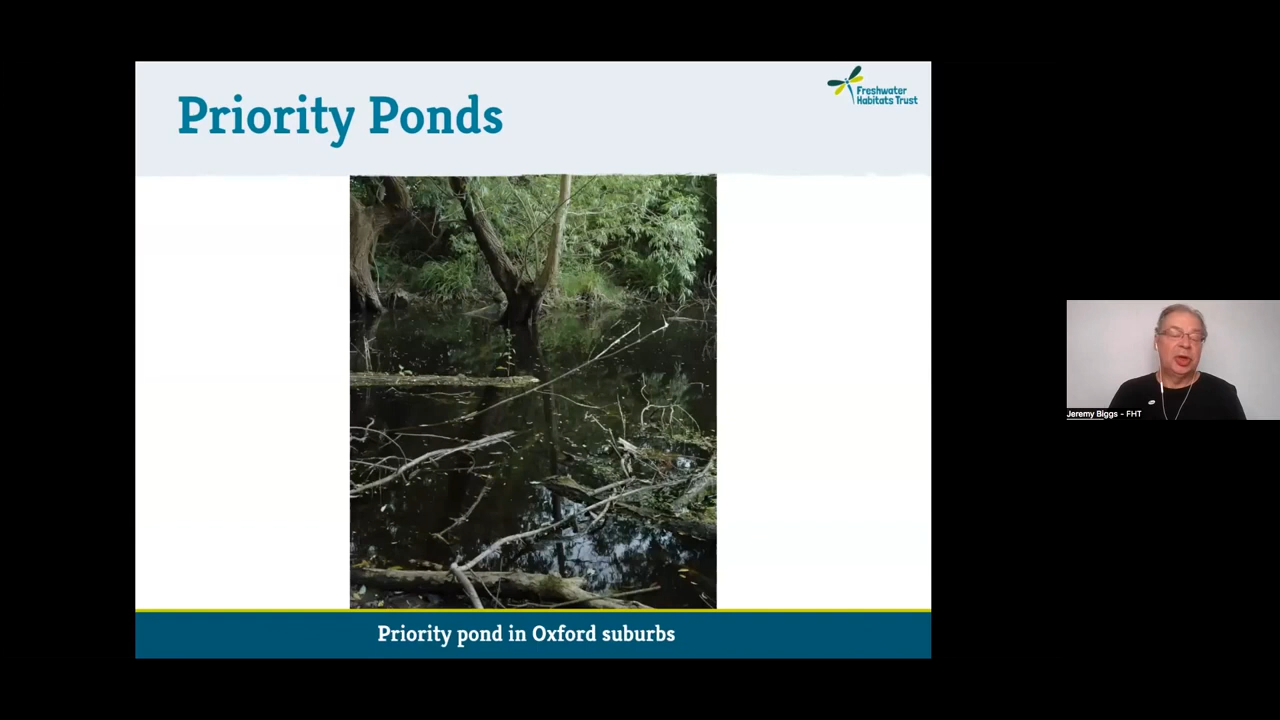 Priority Ponds
Freshwater
Habitats Trust
Jeremy Biggs - FHT
Priority pond in Oxford suburbs